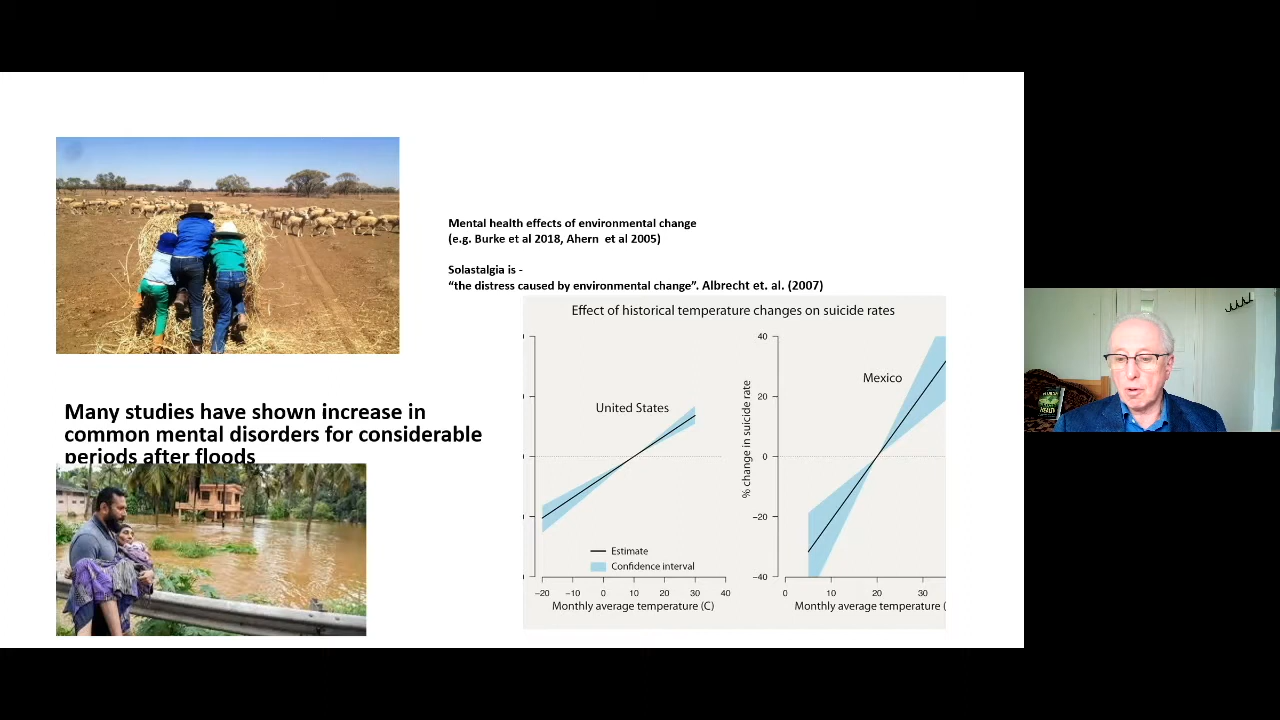 Mental health effects of environmental change
(e.g. Burke et al 2018, Ahern et al 2005)
Solastalgia is -
“the distress caused by environmental change”. Albrecht et. al. (2007)
Many studies have shown increase in
common mental disorders for considerable
periods after floods
Effect of historical temperature changes on suicide rates
United States
Estimate
Confidence interval
-20 -10 0 10 20 30 40
Monthly average temperature (C)
% change in suicide rate
40
20
0
-20
-40
Mexico
0 10 20 30
Monthly average temperature (